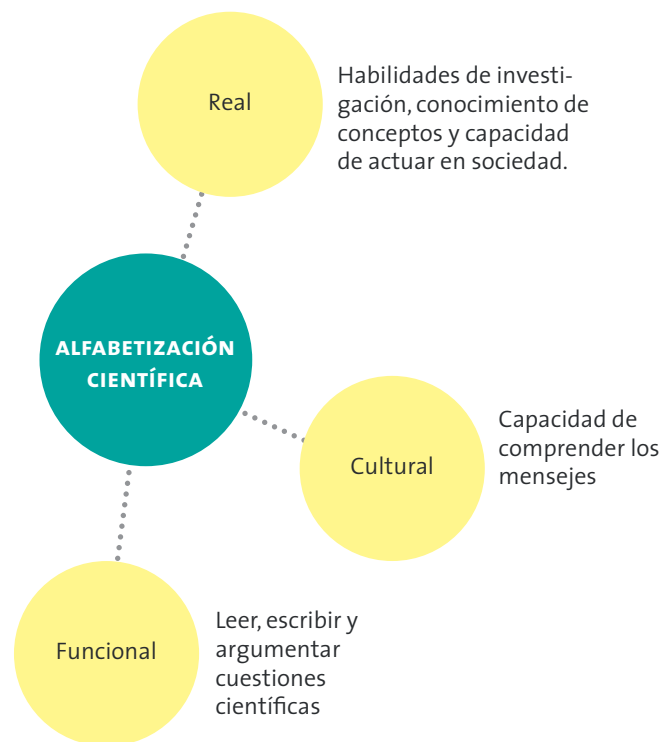 Real
Habilidades de investi-
gación, conocimiento de
conceptos y capacidad
de actuar en sociedad.
ALFABETIZACIÓN
CIENTÍFICA
Cultural
Capacidad de
comprender los
mensejes
Funcional
Leer, escribir y
argumentar
cuestiones
científicas